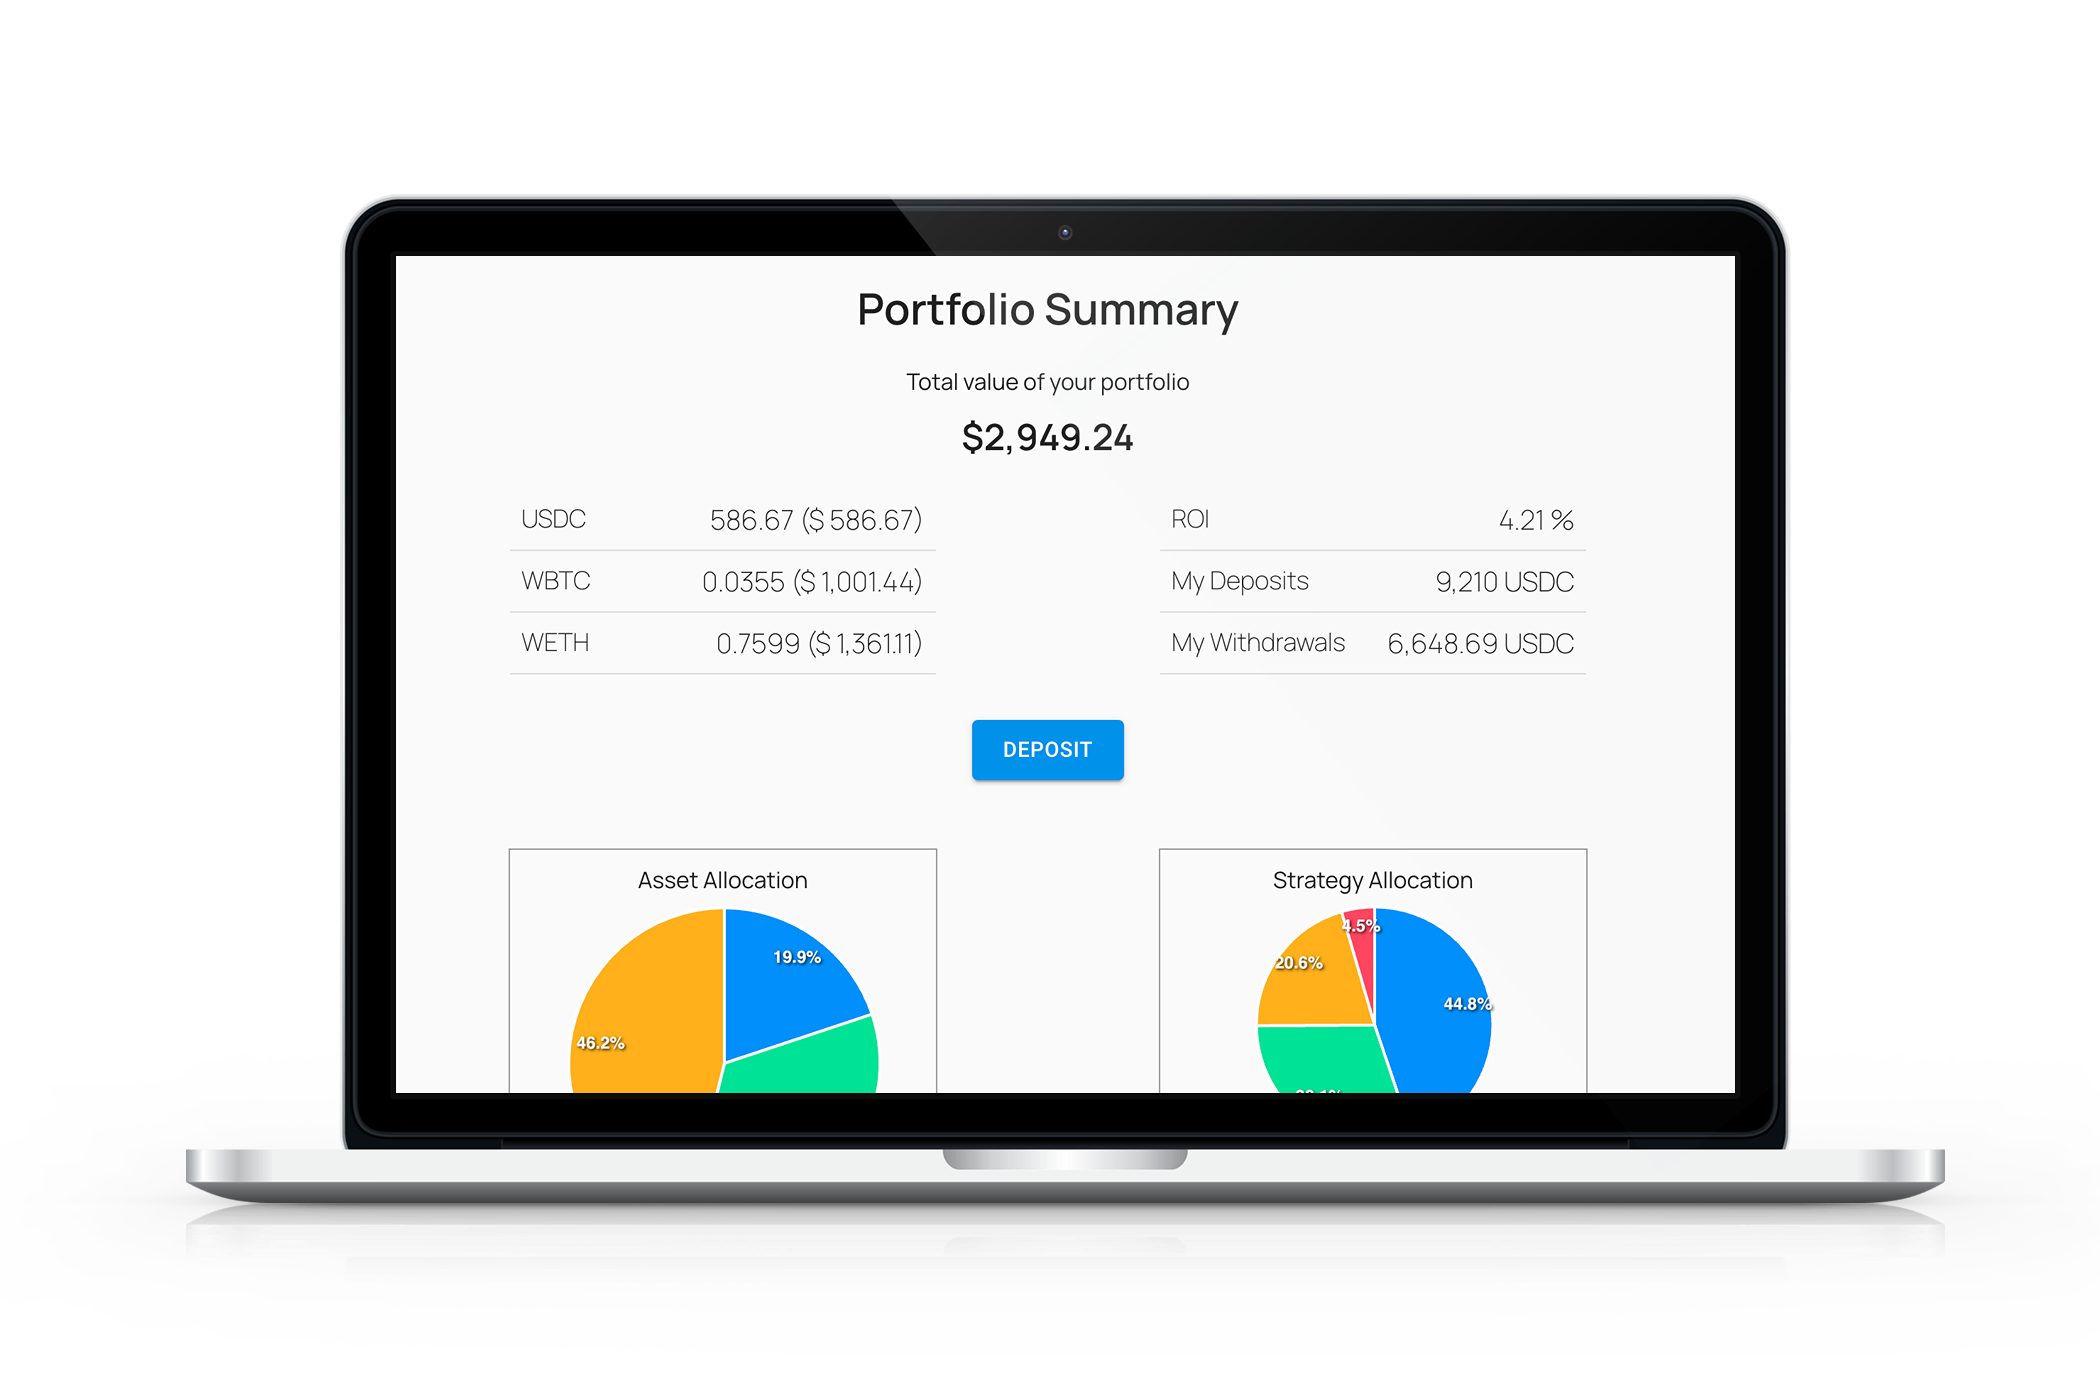 Portfolio Summary
Total value of your portfolio
$2,949.24
USDC 586.67 ($ 586.67)
WBTC 0.0355 ($ 1,001.44)
WETH 0.7599 ($ 1,361.11)
ROI 4.21 %
My Deposits 9,210 USDC
My Withdrawals 6,648.69 USDC
DEPOSIT
Asset Allocation
19.9%
46.2%
Strategy Allocation
4.5%
20.6%
44.8%